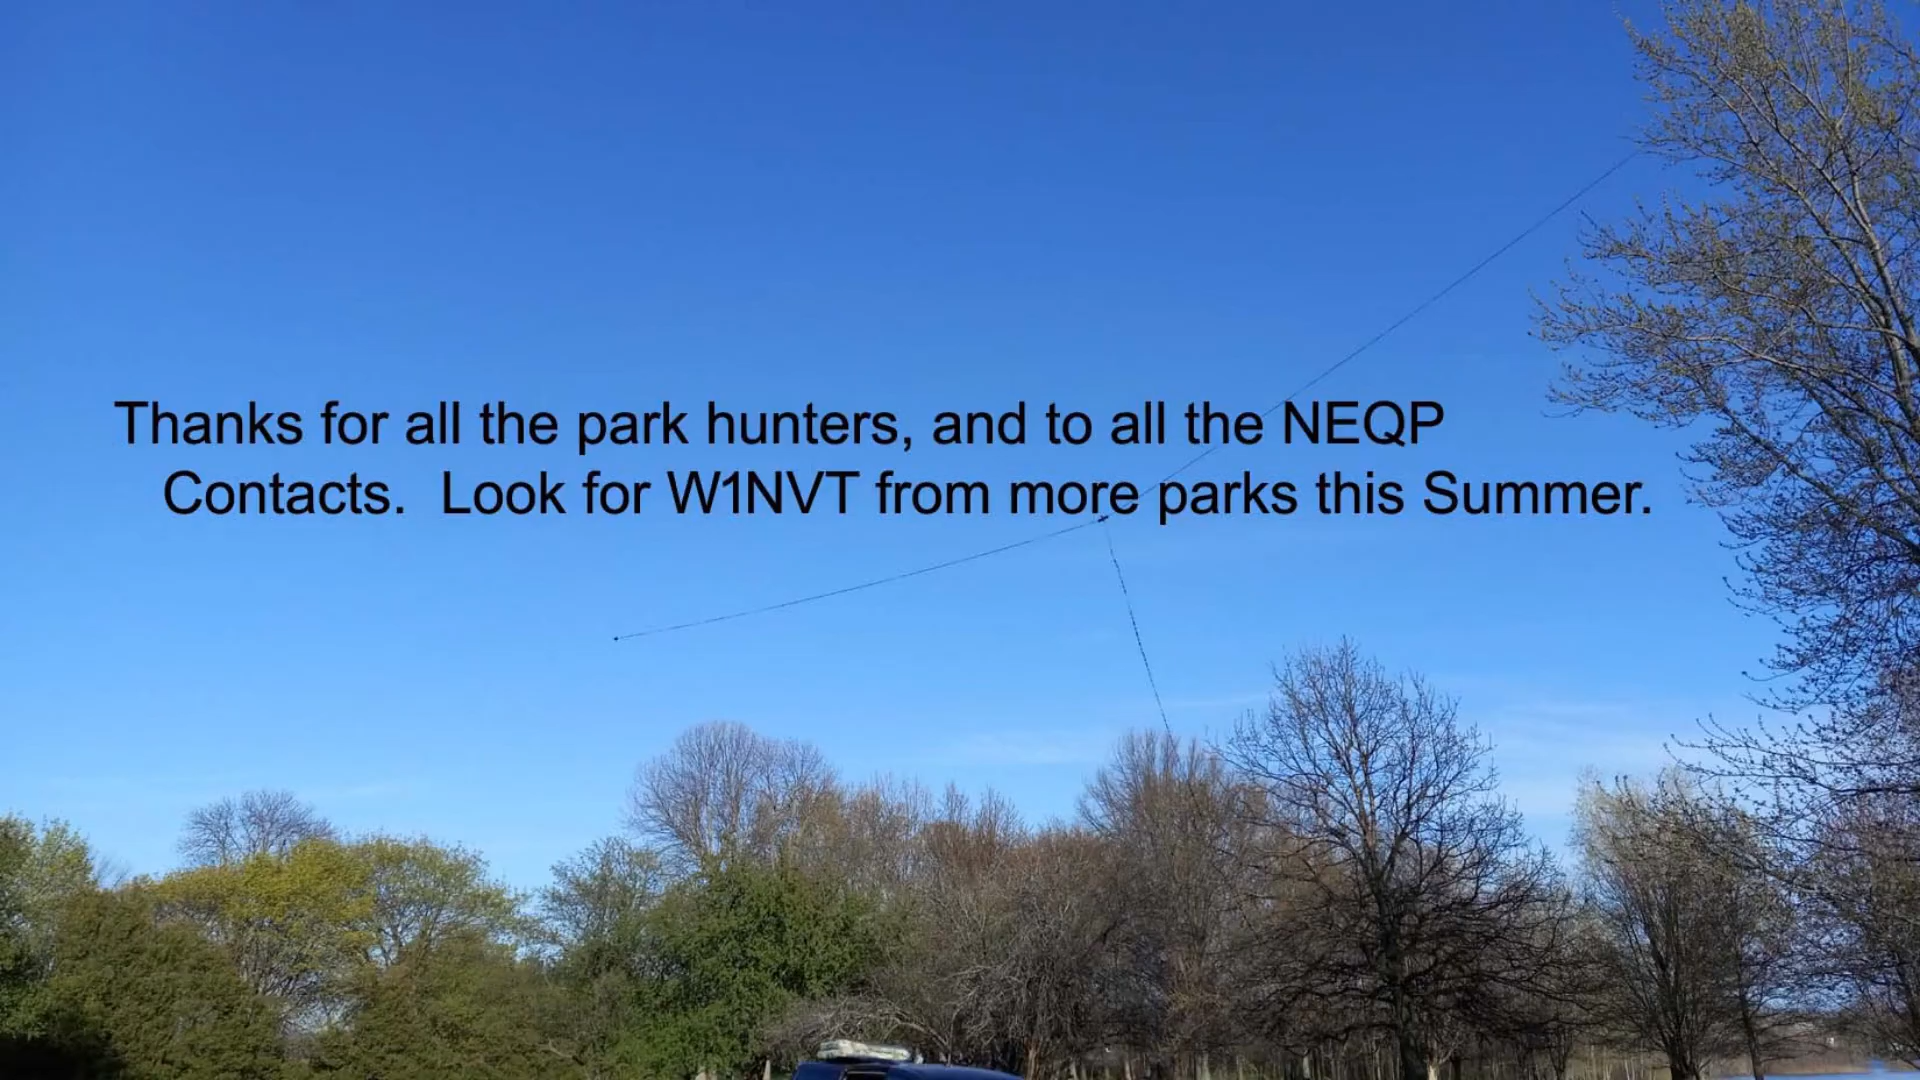 Thanks for all the park hunters, and to all the NEQP
Contacts.  Look for W1NVT from more parks this Summer.